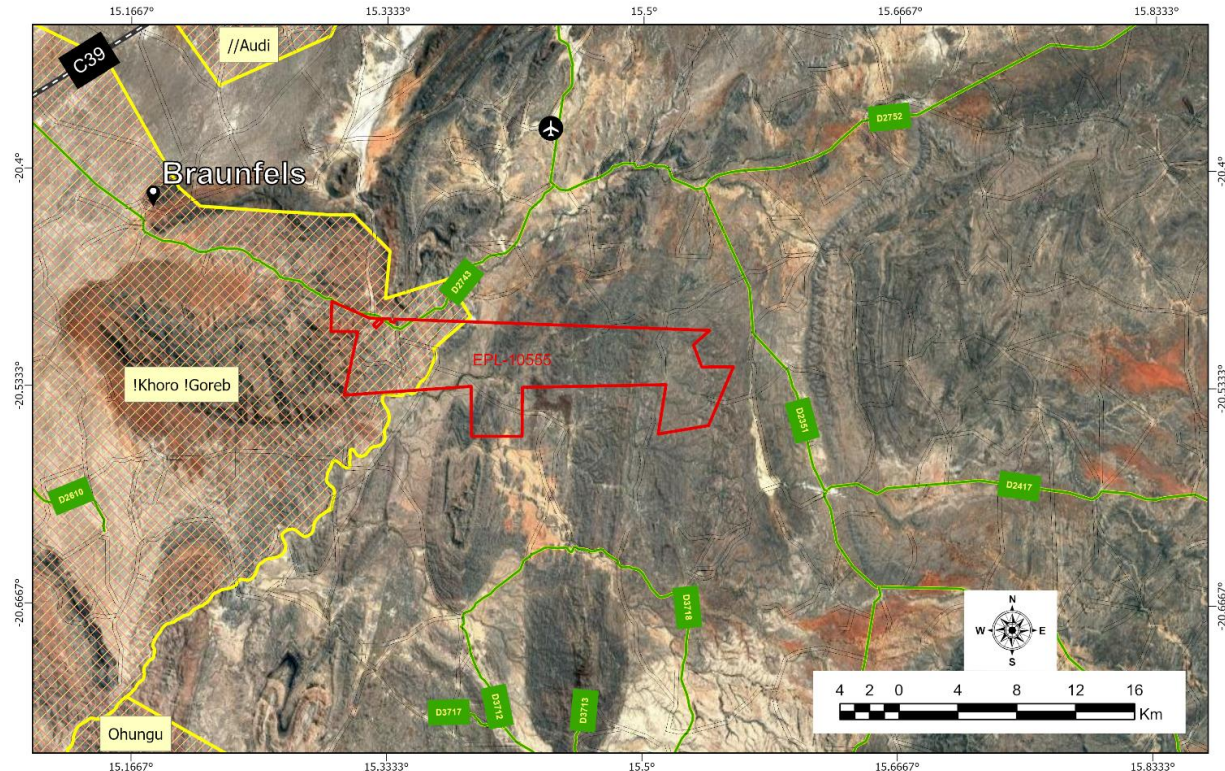 15.1667° 15.3333° 15.5° 15.6667° 15.8333°
//Audi
C39
D2752
-20.4° -20.4°
Braunfels
D2743
EPL-10555
!Khoro !Goreb
-20.5333° -20.5333°
D2351
D2610
D2417
-20.6667° -20.6667°
D3718
N
W E
S
4 2 0 4 8 12 16
Km
D3717
D3712
D3713
Ohungu
15.1667° 15.3333° 15.5° 15.6667° 15.8333°